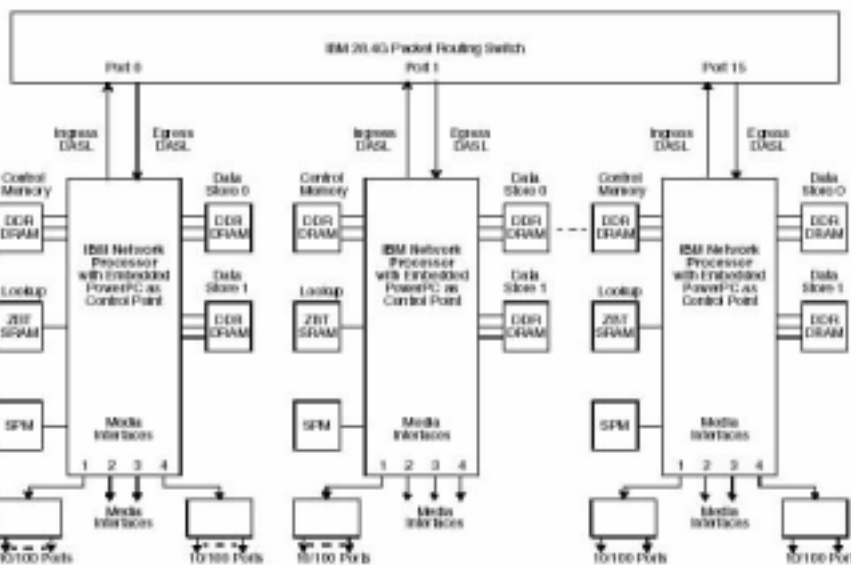 IBM 28.4G Packet Routing Switch
Port 0
Port 1
Port 15
Ingress
DASL
Egress
DASL
Ingress
DASL
Egress
DASL
Ingress
DASL
Egress
DASL
Control
Memory
DDR
DRAM
Lookup
ZBT
SRAM
SPM
IBM Network
Processor
with Embedded
PowerPC as
Control Point
Media
Interfaces
1 2 3 4
Data
Store 0
DDR
DRAM
Data
Store 1
DDR
DRAM
Media
Interfaces
10/100 Ports
10/100 Ports
Control
Memory
DDR
DRAM
Lookup
ZBT
SRAM
SPM
IBM Network
Processor
with Embedded
PowerPC as
Control Point
Media
Interfaces
1 2 3 4
Data
Store 0
DDR
DRAM
Data
Store 1
DDR
DRAM
Media
Interfaces
10/100 Ports
Control
Memory
DDR
DRAM
Lookup
ZBT
SRAM
SPM
IBM Network
Processor
with Embedded
PowerPC as
Control Point
Media
Interfaces
1 2 3 4
Data
Store 0
DDR
DRAM
Data
Store 1
DDR
DRAM
10/100 Ports
10/100 Ports